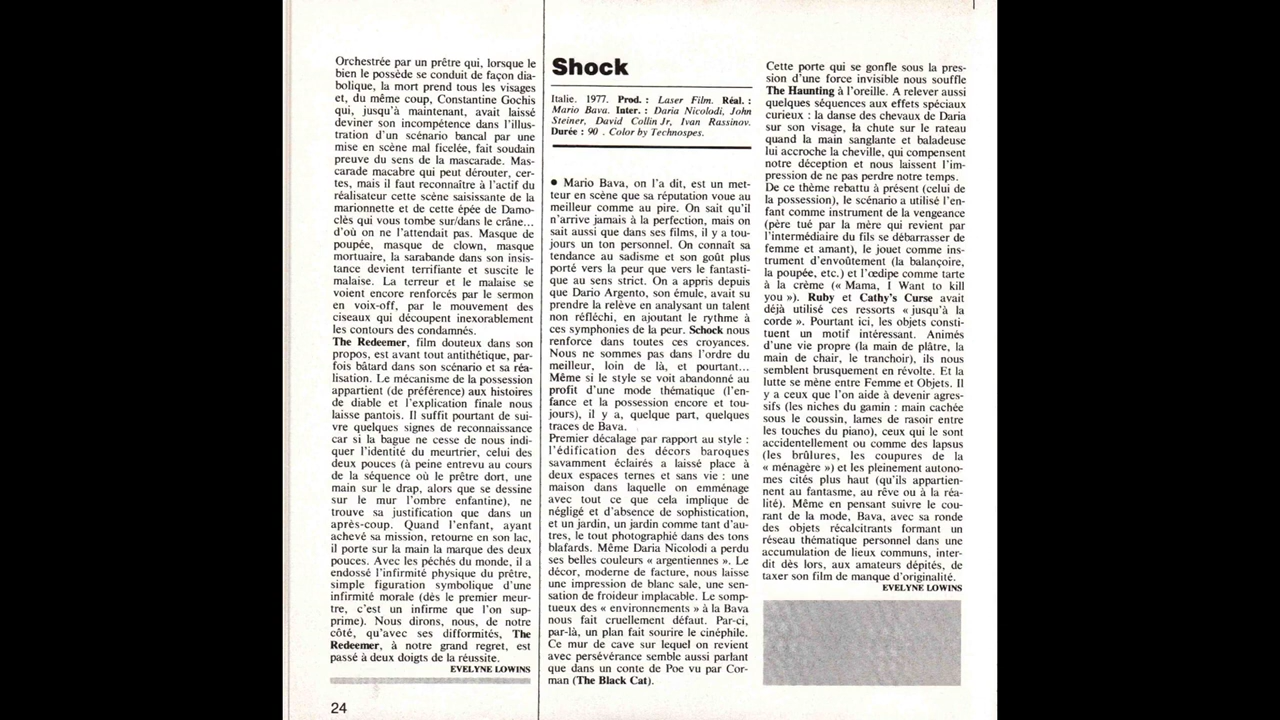 Orchestrée par un prêtre qui, lorsque le
bien le possède se conduit de façon dia-
bolique, la mort prend tous les visages
et, du même coup, Constantine Gochis
qui, jusqu'à maintenant, avait laissé
deviner son incompétence dans l'illus-
tration d'un scénario bancal par une
mise en scène mal ficelée, fait soudain
preuve du sens de la mascarade. Mas-
carade macabre qui peut dérouter, cer-
tes, mais il faut reconnaître à l'actif du
réalisateur cette scène saisissante de la
marionnette et de cette épée de Damo-
clès qui vous tombe sur/dans le crâne...
d'où on ne l'attendait pas. Masque de
poupée, masque de clown, masque
mortuaire, la sarabande dans son insis-
tance devient terrifiante et suscite le
malaise. La terreur et le malaise se
voient encore renforcés par le sermon
en voix-off, par le mouvement des
ciseaux qui découpent inexorablement
les contours des condamnés.
The Redeemer, film douteux dans son
propos, est avant tout antithétique, par-
fois bâtard dans son scénario et sa réa-
lisation. Le mécanisme de la possession
appartient (de préférence) aux histoires
de diable et l'explication finale nous
laisse pantois. Il suffit pourtant de sui-
vre quelques signes de reconnaissance
car si la bague ne cesse de nous indi-
quer l'identité du meurtrier, celui des
deux pouces (à peine entrevu au cours
de la séquence où le prêtre dort, une
main sur le drap, alors que se dessine
sur le mur l'ombre enfantine), ne
trouve sa justification que dans un
après-coup. Quand l'enfant, ayant
achevé sa mission, retourne en son lac,
il porte sur la main la marque des deux
pouces. Avec les péchés du monde, il a
endossé l'infirmité physique du prêtre,
simple figuration symbolique d'une
infirmité morale (dès le premier meur-
tre, c'est un infirme que l'on sup-
prime). Nous dirons, nous, de notre
côté, qu'avec ses difformités, The
Redeemer, à notre grand regret, est
passé à deux doigts de la réussite.
EVELYNE LOWINS
24
Shock
Italie. 1977. Prod. : Laser Film. Réal. :
Mario Bava. Inter. : Daria Nicolodi, John
Steiner, David Collin Jr, Ivan Rassinov.
Durée : 90 . Color by Technospes.
● Mario Bava, on l'a dit, est un met-
teur en scène que sa réputation voue au
meilleur comme au pire. On sait qu'il
n'arrive jamais à la perfection, mais on
sait aussi que dans ses films, il y a tou-
jours un ton personnel. On connaît sa
tendance au sadisme et son goût plus
porté vers la peur que vers le fantasti-
que au sens strict. On a appris depuis
que Dario Argento, son émule, avait su
prendre la relève en analysant un talent
non réfléchi, en ajoutant le rythme à
ces symphonies de la peur. Schock nous
renforce dans toutes ces croyances.
Nous ne sommes pas dans l'ordre du
meilleur, loin de là, et pourtant...
Même si le style se voit abandonné au
profit d'une mode thématique (l'en-
fance et la possession encore et tou-
jours), il y a, quelque part, quelques
traces de Bava.
Premier décalage par rapport au style :
l'édification des décors baroques
savamment éclairés a laissé place à
deux espaces ternes et sans vie : une
maison dans laquelle on emménage
avec tout ce que cela implique de
négligé et d'absence de sophistication,
et un jardin, un jardin comme tant d'au-
tres, le tout photographié dans des tons
blafards. Même Daria Nicolodi a perdu
ses belles couleurs « argentiennes ». Le
décor, moderne de facture, nous laisse
une impression de blanc sale, une sen-
sation de froideur implacable. Le somp-
tueux des « environnements » à la Bava
nous fait cruellement défaut. Par-ci,
par-là, un plan fait sourire le cinéphile.
Ce mur de cave sur lequel on revient
avec persévérance semble aussi parlant
que dans un conte de Poe vu par Cor-
man (The Black Cat).
Cette porte qui se gonfle sous la pres-
sion d'une force invisible nous souffle
The Haunting à l'oreille. A relever aussi
quelques séquences aux effets spéciaux
curieux : la danse des chevaux de Daria
sur son visage, la chute sur le rateau
quand la main sanglante et baladeuse
lui accroche la cheville, qui compensent
notre déception et nous laissent l'im-
pression de ne pas perdre notre temps.
De ce thème rebattu à présent (celui de
la possession), le scénario a utilisé l'en-
fant comme instrument de la vengeance
(père tué par la mère qui revient par
l'intermédiaire du fils se débarrasser de
femme et amant), le jouet comme ins-
trument d'envoûtement (la balançoire,
la poupée, etc.) et l'œdipe comme tarte
à la crème (« Mama, I Want to kill
you »). Ruby et Cathy's Curse avait
déjà utilisé ces ressorts « jusqu'à la
corde ». Pourtant ici, les objets consti-
tuent un motif intéressant. Animés
d'une vie propre (la main de plâtre, la
main de chair, le tranchoir), ils nous
semblent brusquement en révolte. Et la
lutte se mène entre Femme et Objets. Il
y a ceux que l'on aide à devenir agres-
sifs (les niches du gamin : main cachée
sous le coussin, lames de rasoir entre
les touches du piano), ceux qui le sont
accidentellement ou comme des lapsus
(les brûlures, les coupures de la
« ménagère ») et les pleinement autono-
mes cités plus haut (qu'ils appartien-
nent au fantasme, au rêve ou à la réa-
lité). Même en pensant suivre le cou-
rant de la mode, Bava, avec sa ronde
des objets récalcitrants formant un
réseau thématique personnel dans une
accumulation de lieux communs, inter-
dit dès lors, aux amateurs dépités, de
taxer son film de manque d'originalité.
EVELYNE LOWINS